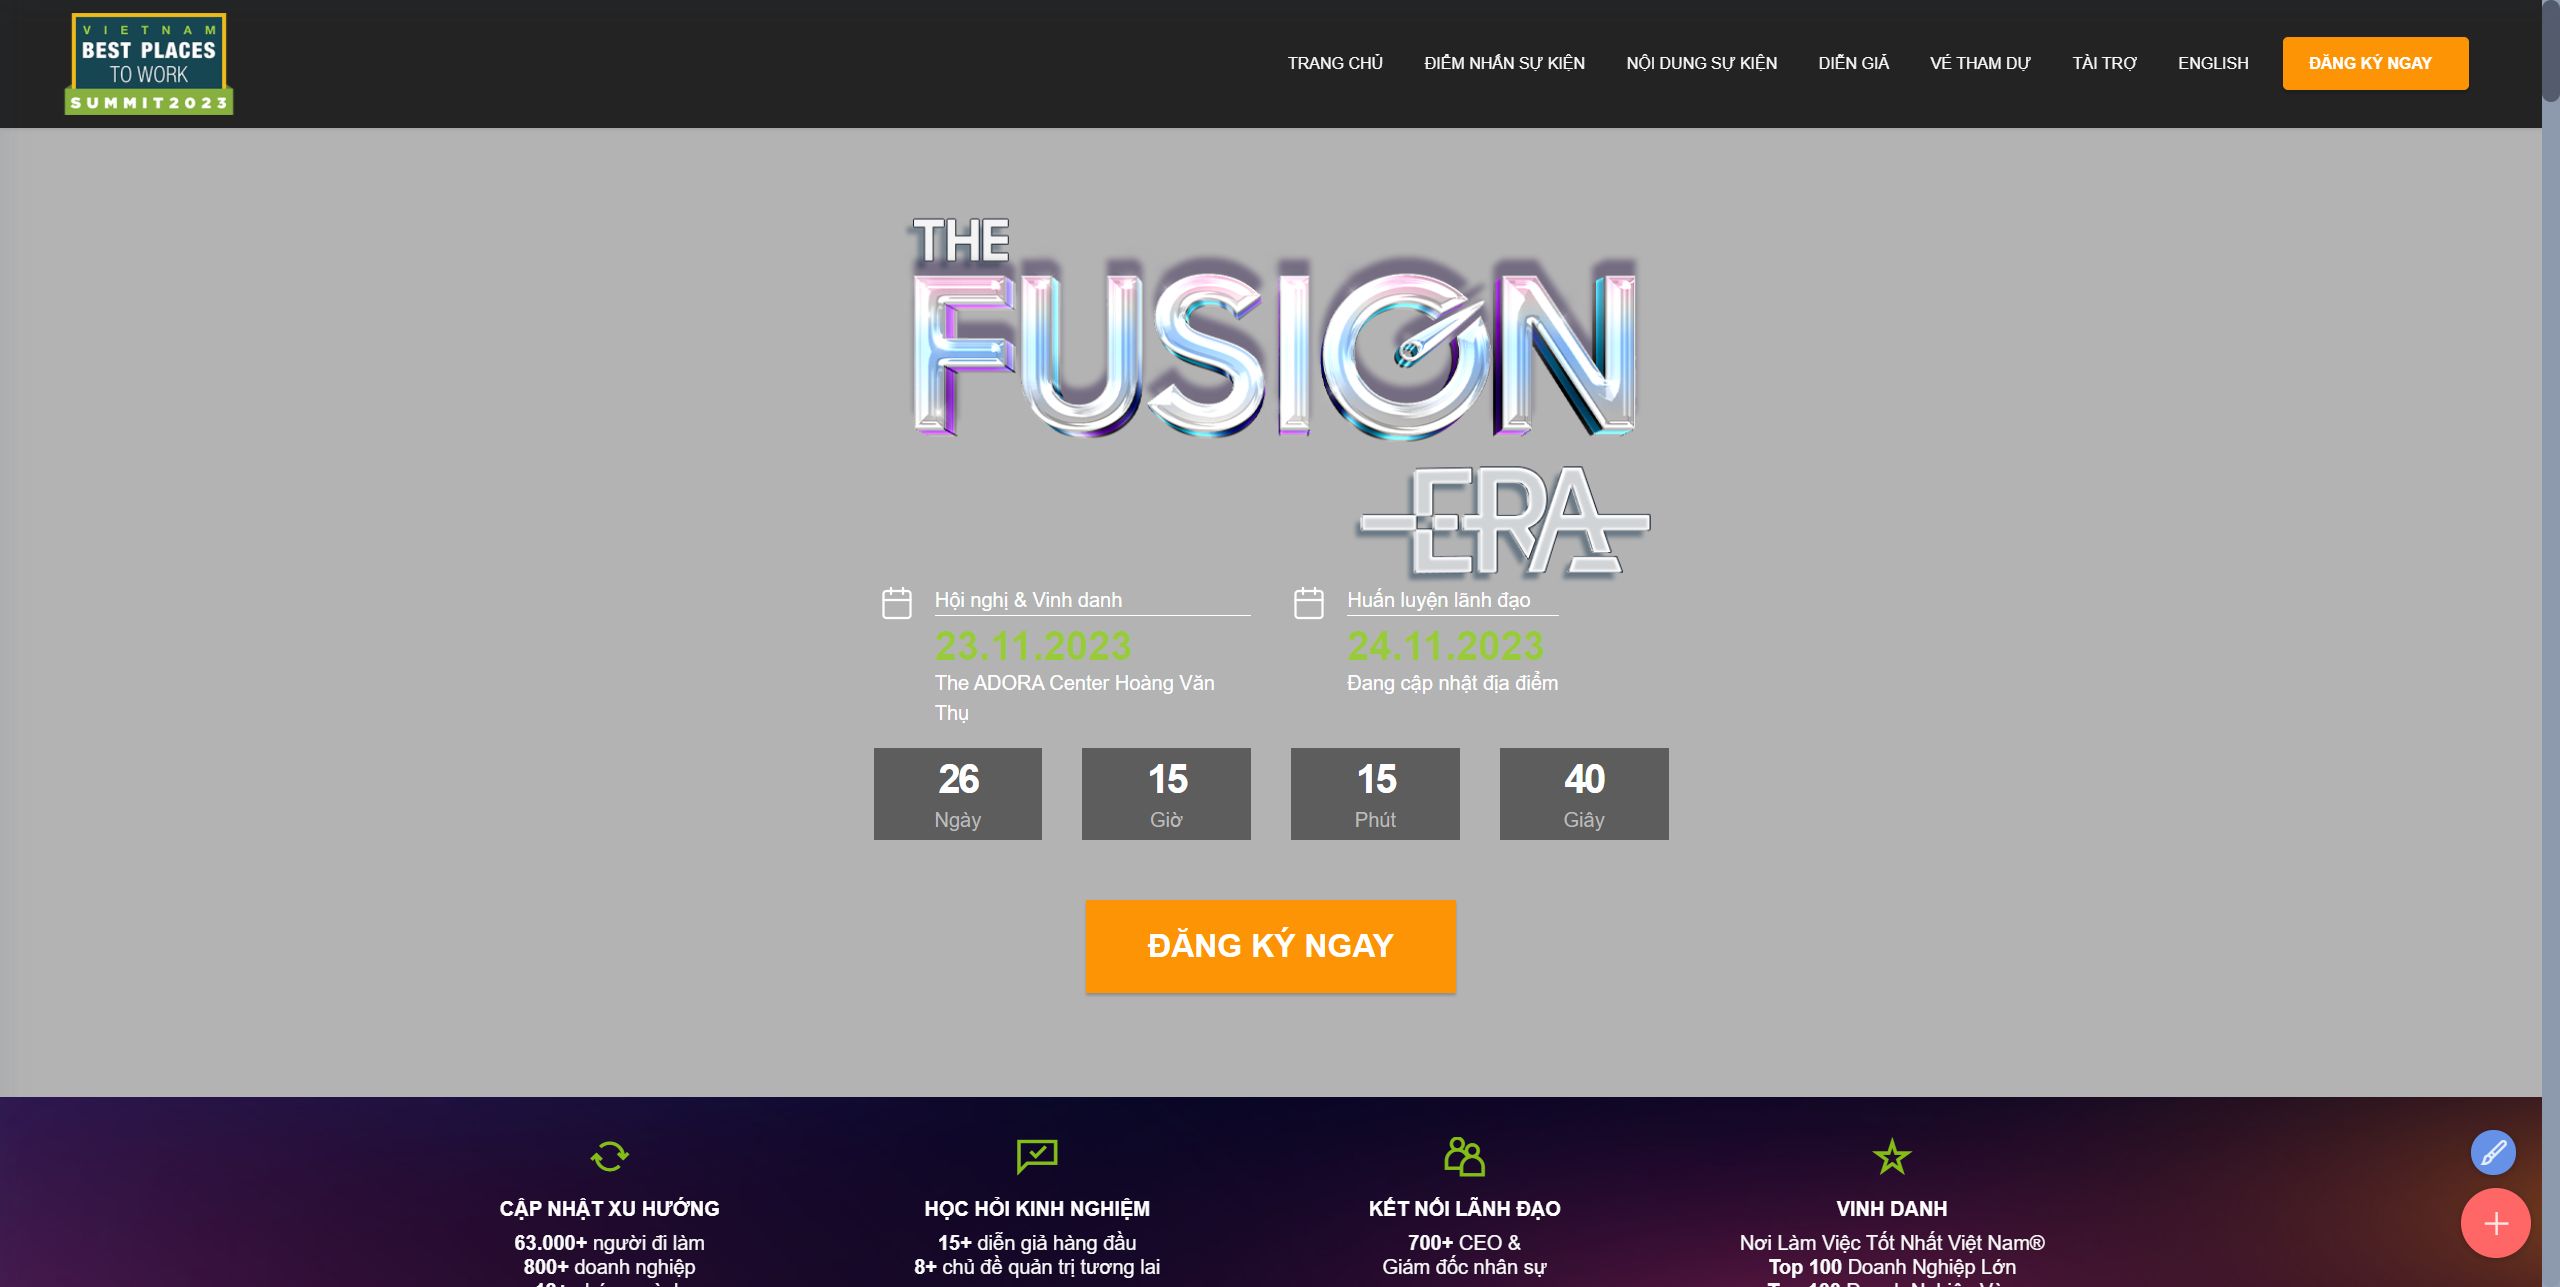 VIETNAM
BEST PLACES
TO WORK
SUMMIT2023
TRANG CHỦ
ĐIỂM NHẤN SỰ KIỆN
NỘI DUNG SỰ KIỆN
DIỄN GIẢ
VÉ THAM DỰ
TÀI TRỢ
ENGLISH
ĐĂNG KÝ NGAY
THE
FUSION
ERA
Hội nghị & Vinh danh
23.11.2023
The ADORA Center Hoàng Văn
Thụ
Huấn luyện lãnh đạo
24.11.2023
Đang cập nhật địa điểm
26
Ngày
15
Giờ
15
Phút
40
Giây
ĐĂNG KÝ NGAY
CẬP NHẬT XU HƯỚNG
63.000+ người đi làm
800+ doanh nghiệp
HỌC HỎI KINH NGHIỆM
15+ diễn giả hàng đầu
8+ chủ đề quản trị tương lai
KẾT NỐI LÃNH ĐẠO
700+ CEO &
Giám đốc nhân sự
VINH DANH
Nơi Làm Việc Tốt Nhất Việt Nam®
Top 100 Doanh Nghiệp Lớn